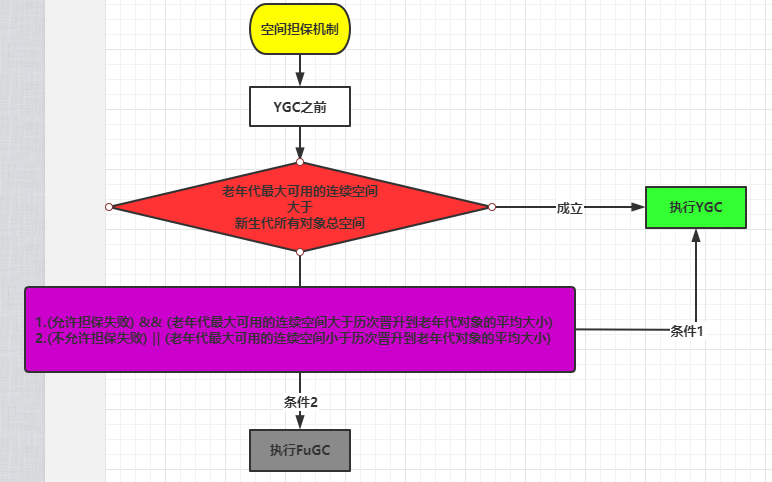 空间担保机制
YGC之前
老年代最大可用的连续空间
大于
新生代所有对象总空间
成立
执行YGC
1.(允许担保失败) && (老年代最大可用的连续空间大于历次晋升到老年代对象的平均大小)
2.(不允许担保失败) || (老年代最大可用的连续空间小于历次晋升到老年代对象的平均大小)
条件1
条件2
执行FuGC